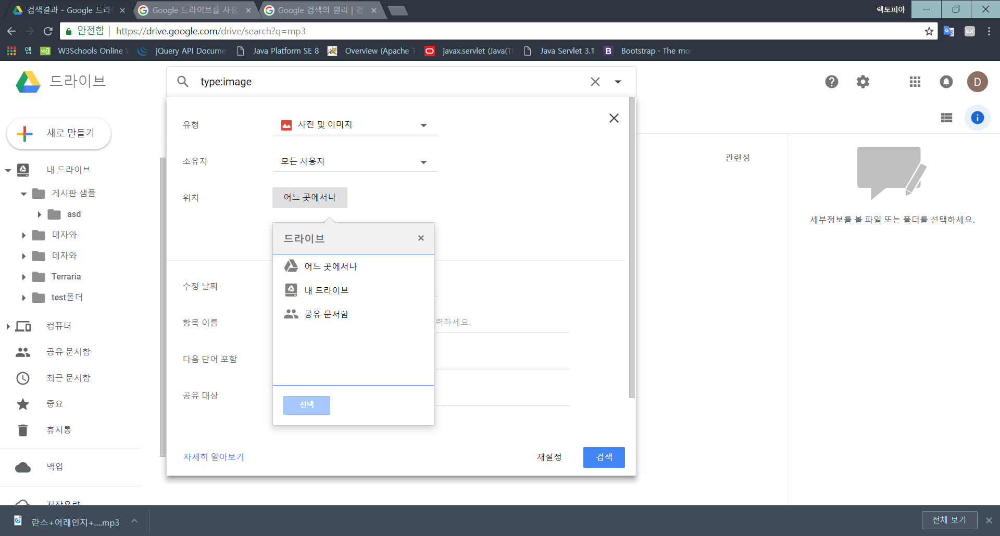 검색결과 - Google 드라이
Google 드라이브를 사용
Google 검색의 원리 | 검
렉토피아
안전함
https://drive.google.com/drive/search?q=mp3
앱
W3Schools Online
jQuery API Docume
Java Platform SE 8
Overview (Apache T
javax.servlet (Java(T
Java Servlet 3.1
Bootstrap · The mos
드라이브
type:image
D
새로 만들기
내 드라이브
게시판 샘플
asd
데자와
데자와
Terraria
test폴더
컴퓨터
공유 문서함
최근 문서함
중요
휴지통
백업
저장용량
유형
사진 및 이미지
소유자
모든 사용자
위치
어느 곳에서나
드라이브
어느 곳에서나
내 드라이브
공유 문서함
선택
수정 날짜
항목 이름
력하세요.
다음 단어 포함
공유 대상
자세히 알아보기
재설정
검색
관련성
세부정보를 볼 파일 또는 폴더를 선택하세요.
란스+어레인지+....mp3
전체 보기